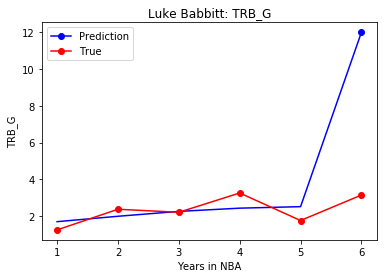 Luke Babbitt: TRB_G
Prediction
True
12
10
8
6
4
2
TRB_G
1 2 3 4 5 6
Years in NBA